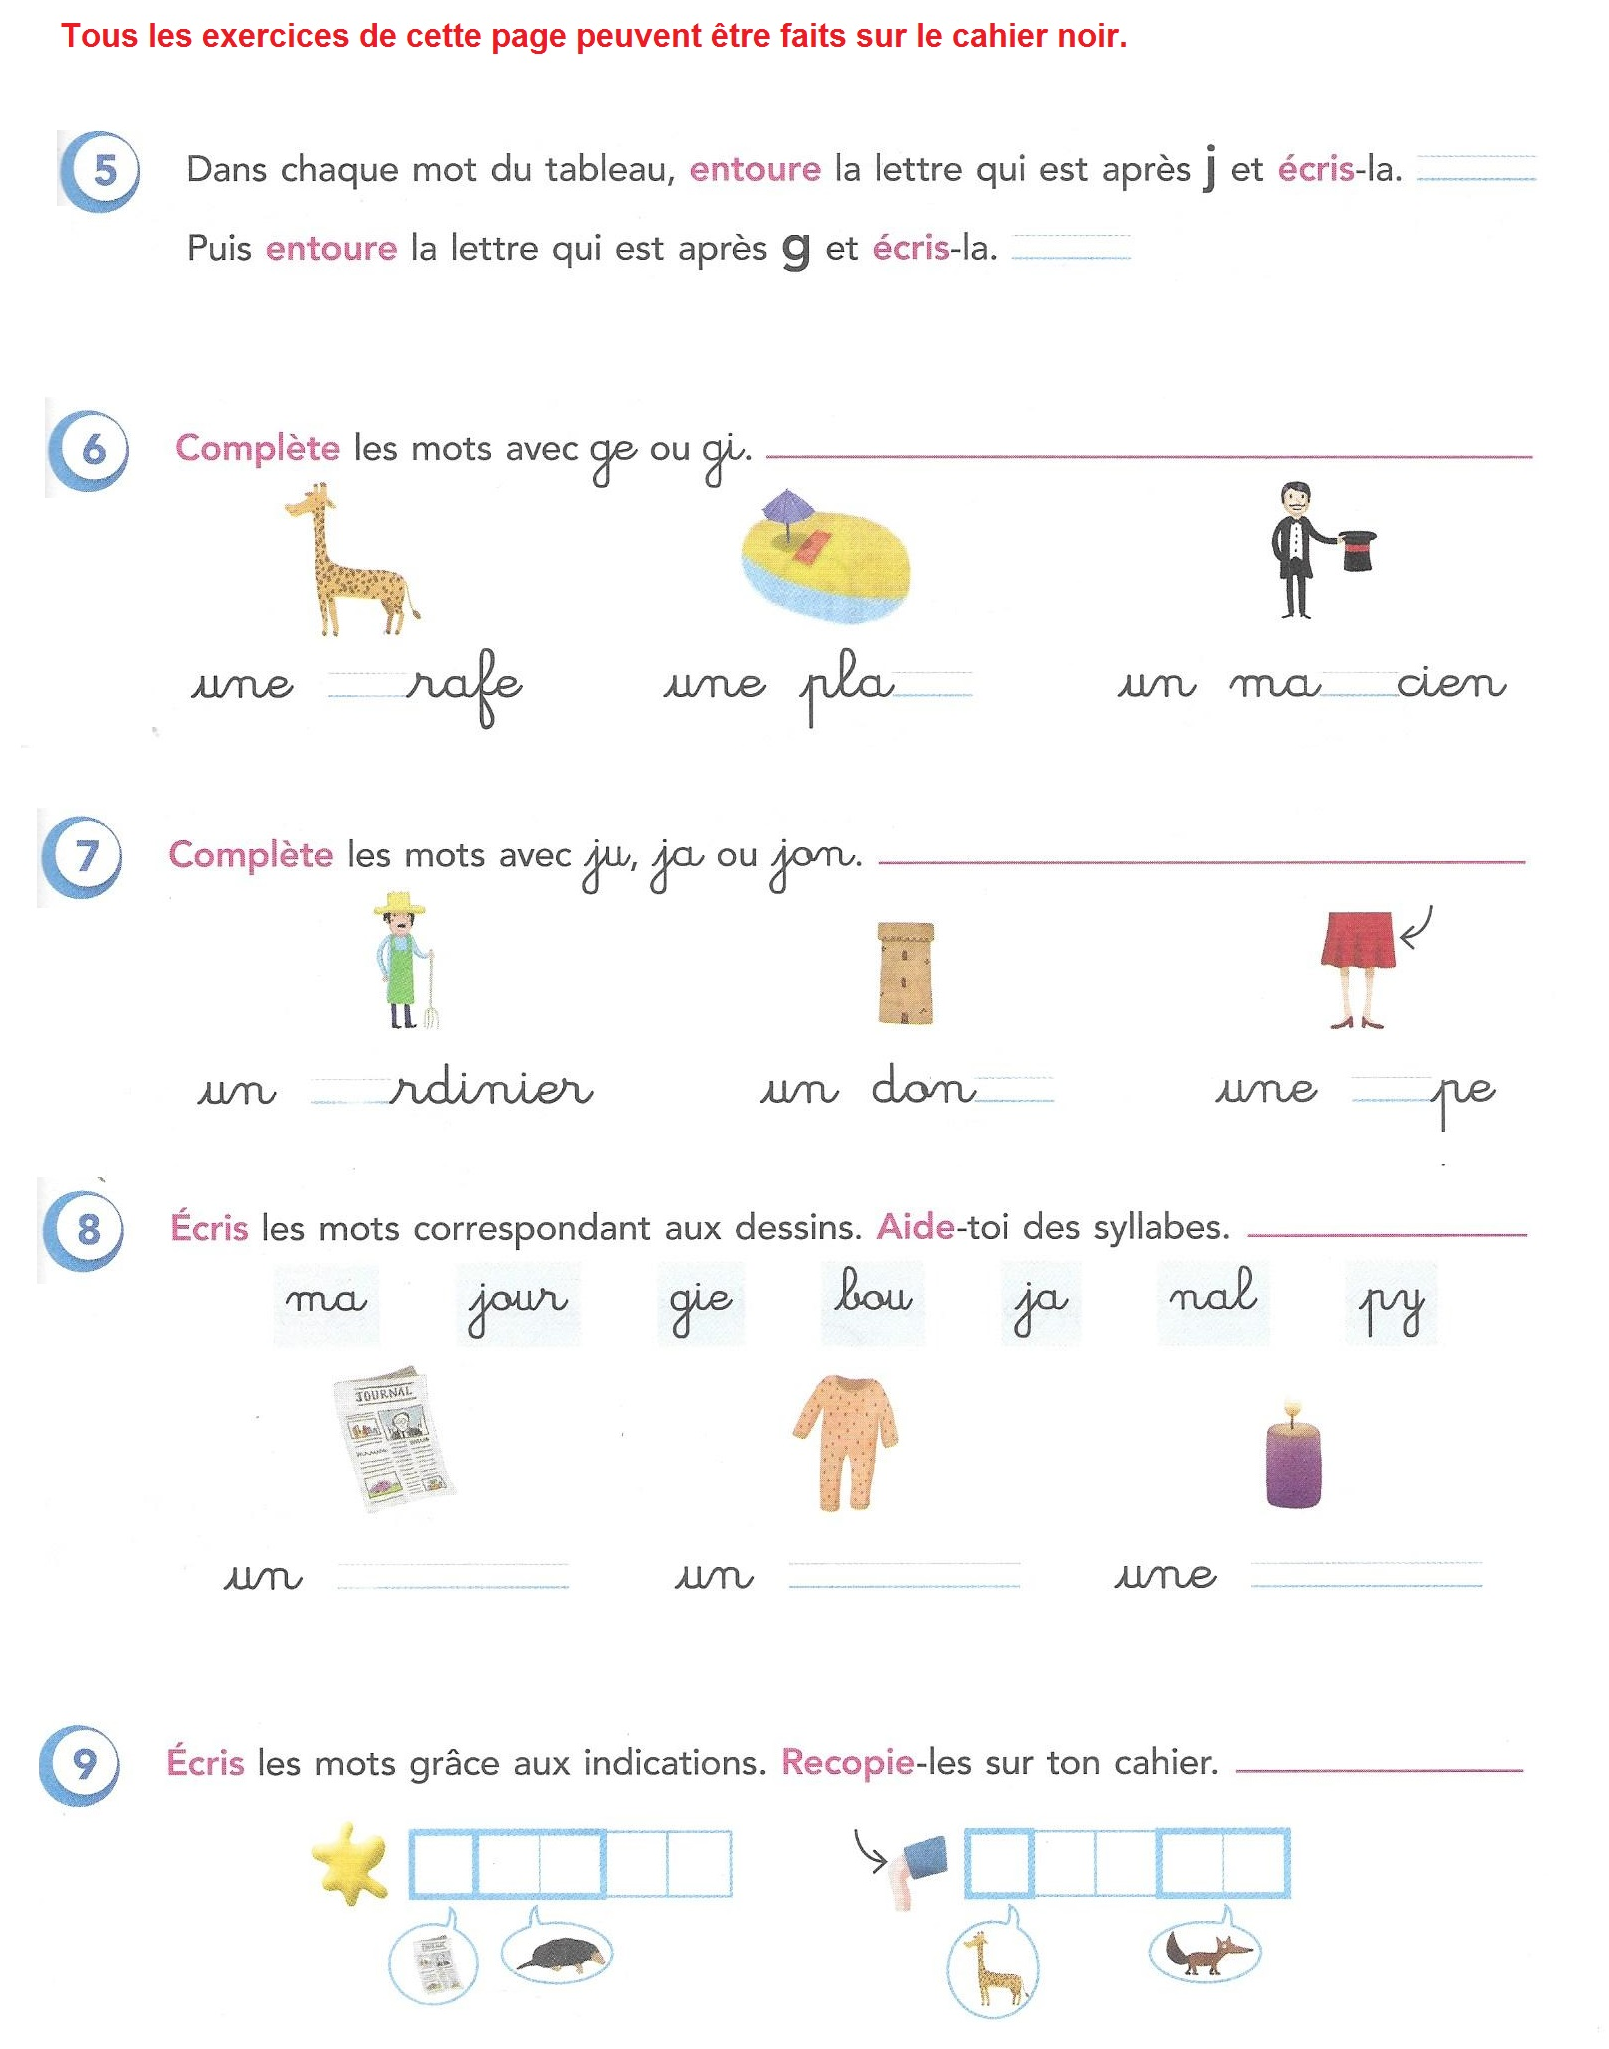 Tous les exercices de cette page peuvent être faits sur le cahier noir.
5 Dans chaque mot du tableau, entoure la lettre qui est après j et écris-la.
Puis entoure la lettre qui est après g et écris-la.
6 Complète les mots avec ge ou gi.
une rafe une pla un ma cien
7 Complète les mots avec ju, ja ou jon.
un rdinier un don une pe
8 Écris les mots correspondant aux dessins. Aide-toi des syllabes.
ma jour gie bou ja nal py
JOURNAL
un un une
9 Écris les mots grâce aux indications. Recopie-les sur ton cahier.